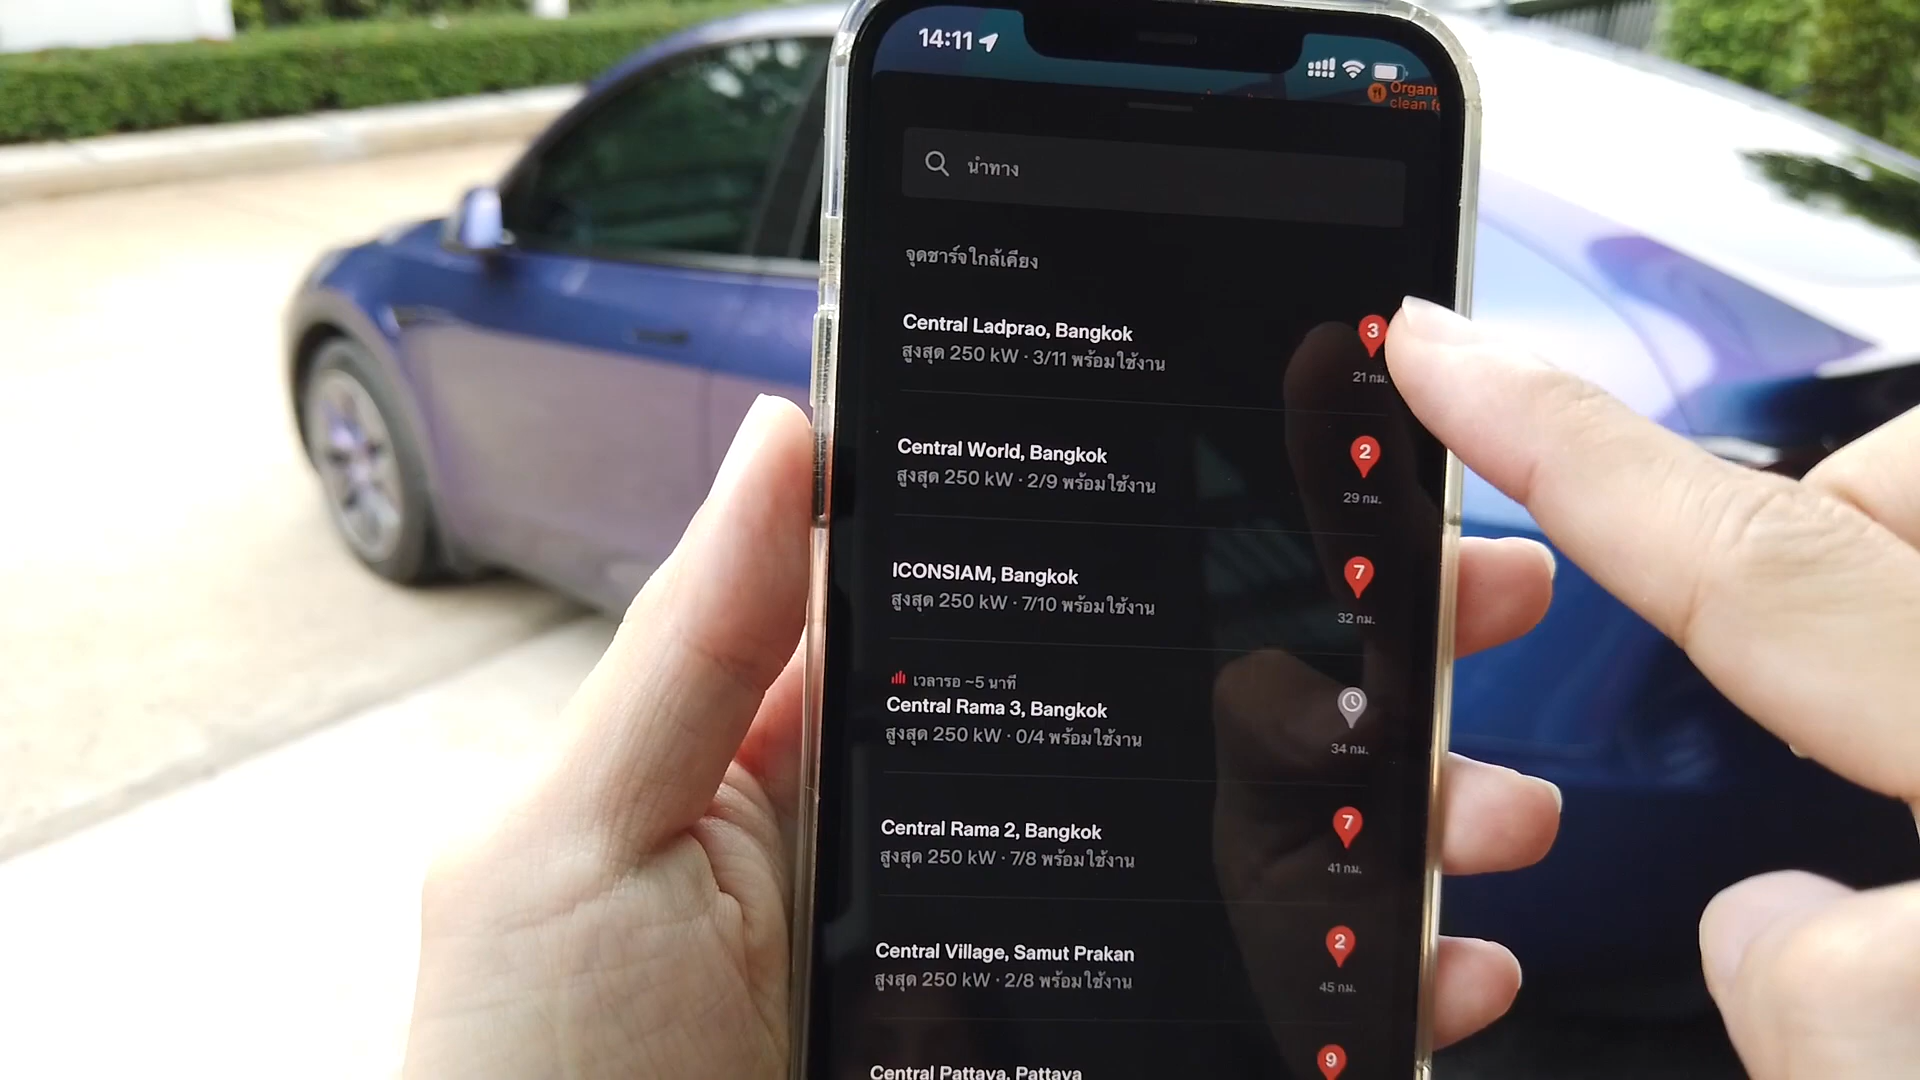 14:11
Organi
clean fo
นำทาง
จุดชาร์จใกล้เคียง
Central Ladprao, Bangkok
สูงสุด 250 kW · 3/11 พร้อมใช้งาน
3
21 กม.
Central World, Bangkok
สูงสุด 250 kW · 2/9 พร้อมใช้งาน
2
29 กม.
ICONSIAM, Bangkok
สูงสุด 250 kW · 7/10 พร้อมใช้งาน
7
32 กม.
เวลารอ ~5 นาที
Central Rama 3, Bangkok
สูงสุด 250 kW · 0/4 พร้อมใช้งาน
34 กม.
Central Rama 2, Bangkok
สูงสุด 250 kW · 7/8 พร้อมใช้งาน
7
41 กม.
Central Village, Samut Prakan
สูงสุด 250 kW · 2/8 พร้อมใช้งาน
2
45 กม.
Central Pattaya, Pattaya
9